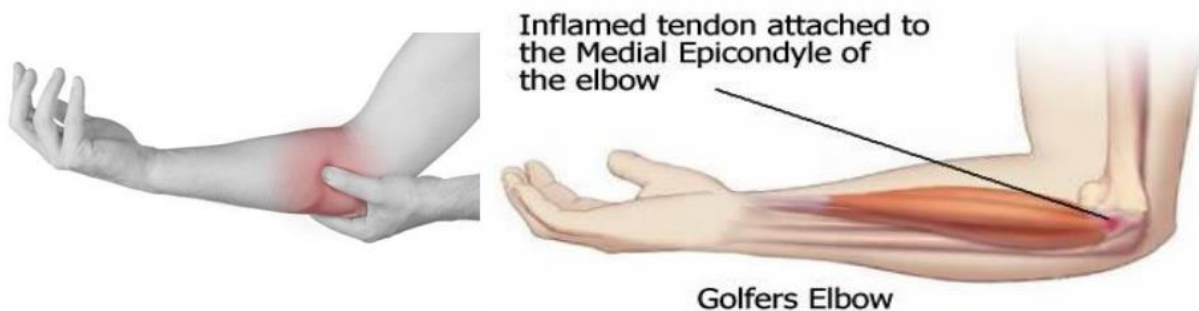 Inflamed tendon attached to
the Medial Epicondyle of
the elbow
Golfers Elbow